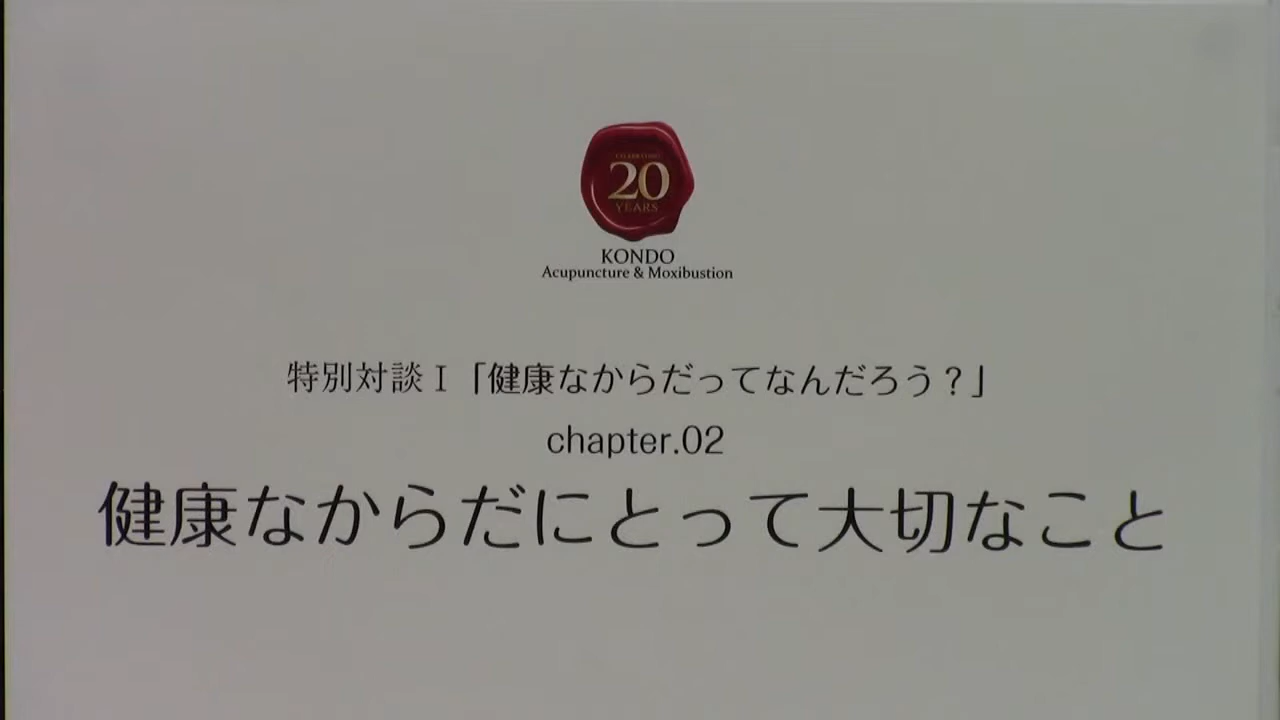 CELEBRATING
20
YEARS
KONDO
Acupuncture & Moxibustion
特別対談Ⅰ「健康なからだってなんだろう？」
chapter.02
健康なからだにとって大切なこと